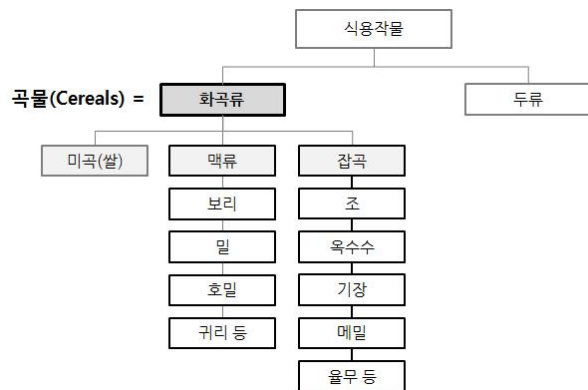 식용작물
곡물(Cereals) = 화곡류 두류
미곡(쌀) 맥류 잡곡
보리 조
밀 옥수수
호밀 기장
귀리 등 메밀
율무 등